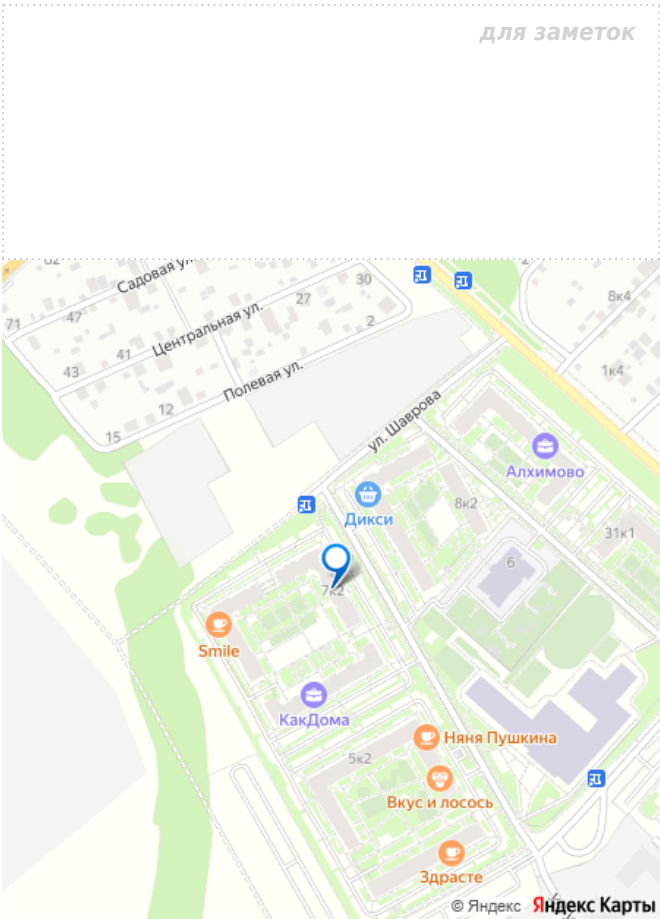 для заметок
Садовая ул.
30
8к4
71
47
27
Центральная ул.
2
41
43
1к4
Полевая ул.
12
ул. Шаврова
15
Алхимово
8к2
Дикси
31к1
6
7к2
Smile
КакДома
Няня Пушкина
5к2
Вкус и лосось
Здрасте
© Яндекс Яндекс Карты